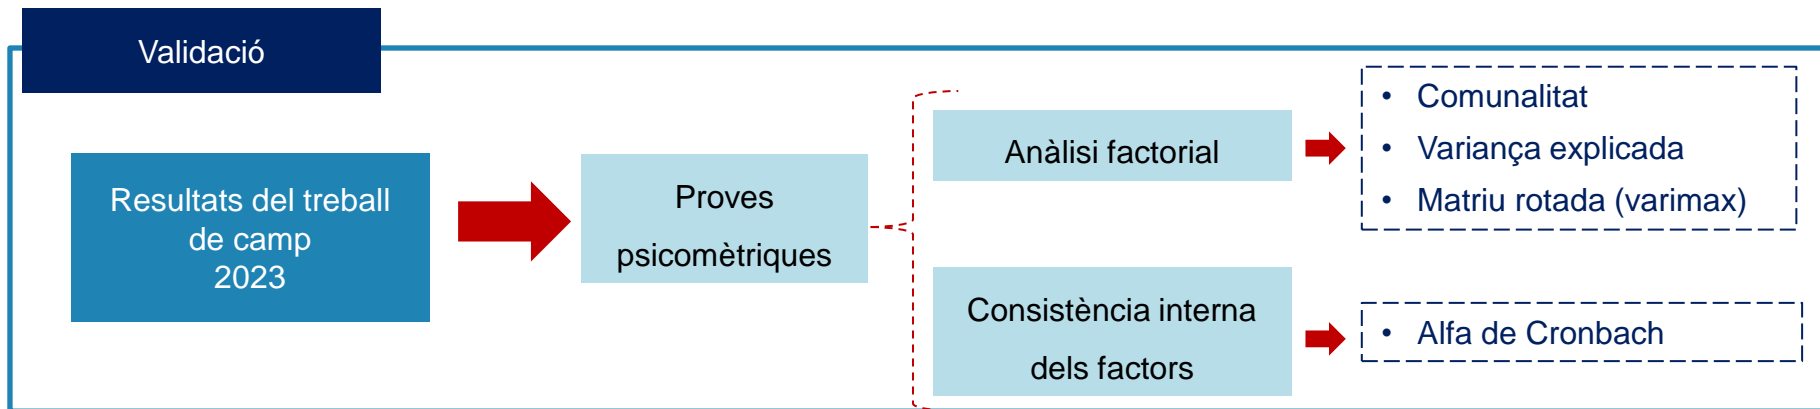 Validació
Resultats del treball
de camp
2023
Proves
psicomètriques
Anàlisi factorial
• Comunalitat
• Variança explicada
• Matriu rotada (varimax)
Consistència interna
dels factors
• Alfa de Cronbach